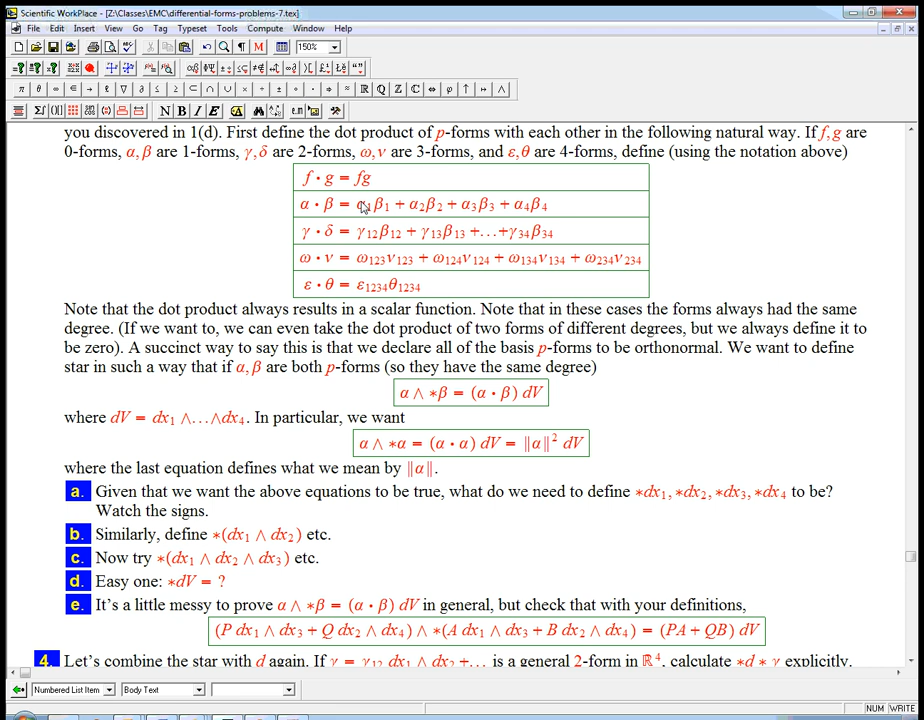 Scientific WorkPlace - [Z:\Classes\EMC\differential-forms-problems-7.tex]
File Edit Insert View Go Tag Typeset Tools Compute Window Help
150%
N B I E
you discovered in 1(d). First define the dot product of p-forms with each other in the following natural way. If f,g are
0-forms, α,β are 1-forms, γ,δ are 2-forms, ω,ν are 3-forms, and ε,θ are 4-forms, define (using the notation above)
f · g = fg
α · β = α₁β₁ + α₂β₂ + α₃β₃ + α₄β₄
γ · δ = γ₁₂β₁₂ + γ₁₃β₁₃ +…+γ₃₄β₃₄
ω · ν = ω₁₂₃ν₁₂₃ + ω₁₂₄ν₁₂₄ + ω₁₃₄ν₁₃₄ + ω₂₃₄ν₂₃₄
ε · θ = ε₁₂₃₄θ₁₂₃₄
Note that the dot product always results in a scalar function. Note that in these cases the forms always had the same
degree. (If we want to, we can even take the dot product of two forms of different degrees, but we always define it to
be zero). A succinct way to say this is that we declare all of the basis p-forms to be orthonormal. We want to define
star in such a way that if α,β are both p-forms (so they have the same degree)
α ∧ *β = (α · β) dV
where dV = dx₁ ∧…∧dx₄. In particular, we want
α ∧ *α = (α · α) dV = ‖α‖² dV
where the last equation defines what we mean by ‖α‖.
a. Given that we want the above equations to be true, what do we need to define *dx₁,*dx₂,*dx₃,*dx₄ to be?
Watch the signs.
b. Similarly, define *(dx₁ ∧ dx₂) etc.
c. Now try *(dx₁ ∧ dx₂ ∧ dx₃) etc.
d. Easy one: *dV = ?
e. It's a little messy to prove α ∧ *β = (α · β) dV in general, but check that with your definitions,
(P dx₁ ∧ dx₃ + Q dx₂ ∧ dx₄) ∧ *(A dx₁ ∧ dx₃ + B dx₂ ∧ dx₄) = (PA + QB) dV
4. Let's combine the star with d again. If γ = γ₁₂ dx₁ ∧ dx₂ +… is a general 2-form in ℝ⁴, calculate *d * γ explicitly.
Numbered List Item Body Text
NUM WRITE